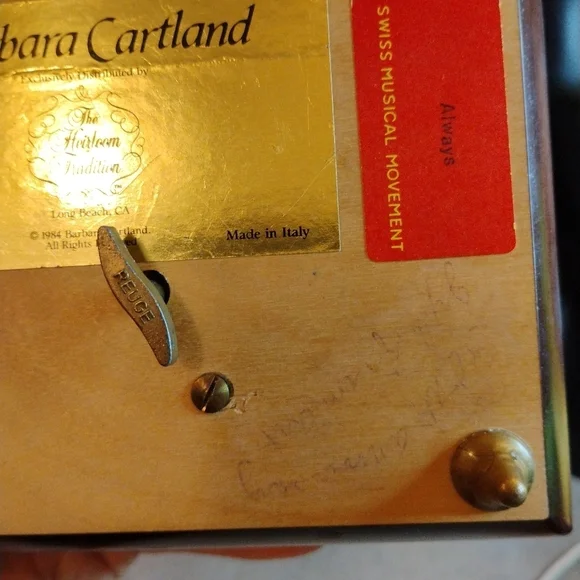 bara Cartland
Exclusively Distributed by
The
Heirloom
Tradition
™
Long Beach, CA
© 1984 Barbara Cartland.
All Rights
Made in Italy
SWISS MUSICAL MOVEMENT
Always
REUGE